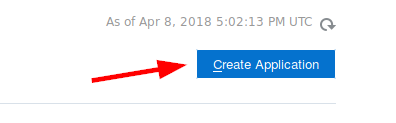 As of Apr 8, 2018 5:02:13 PM UTC
Create Application